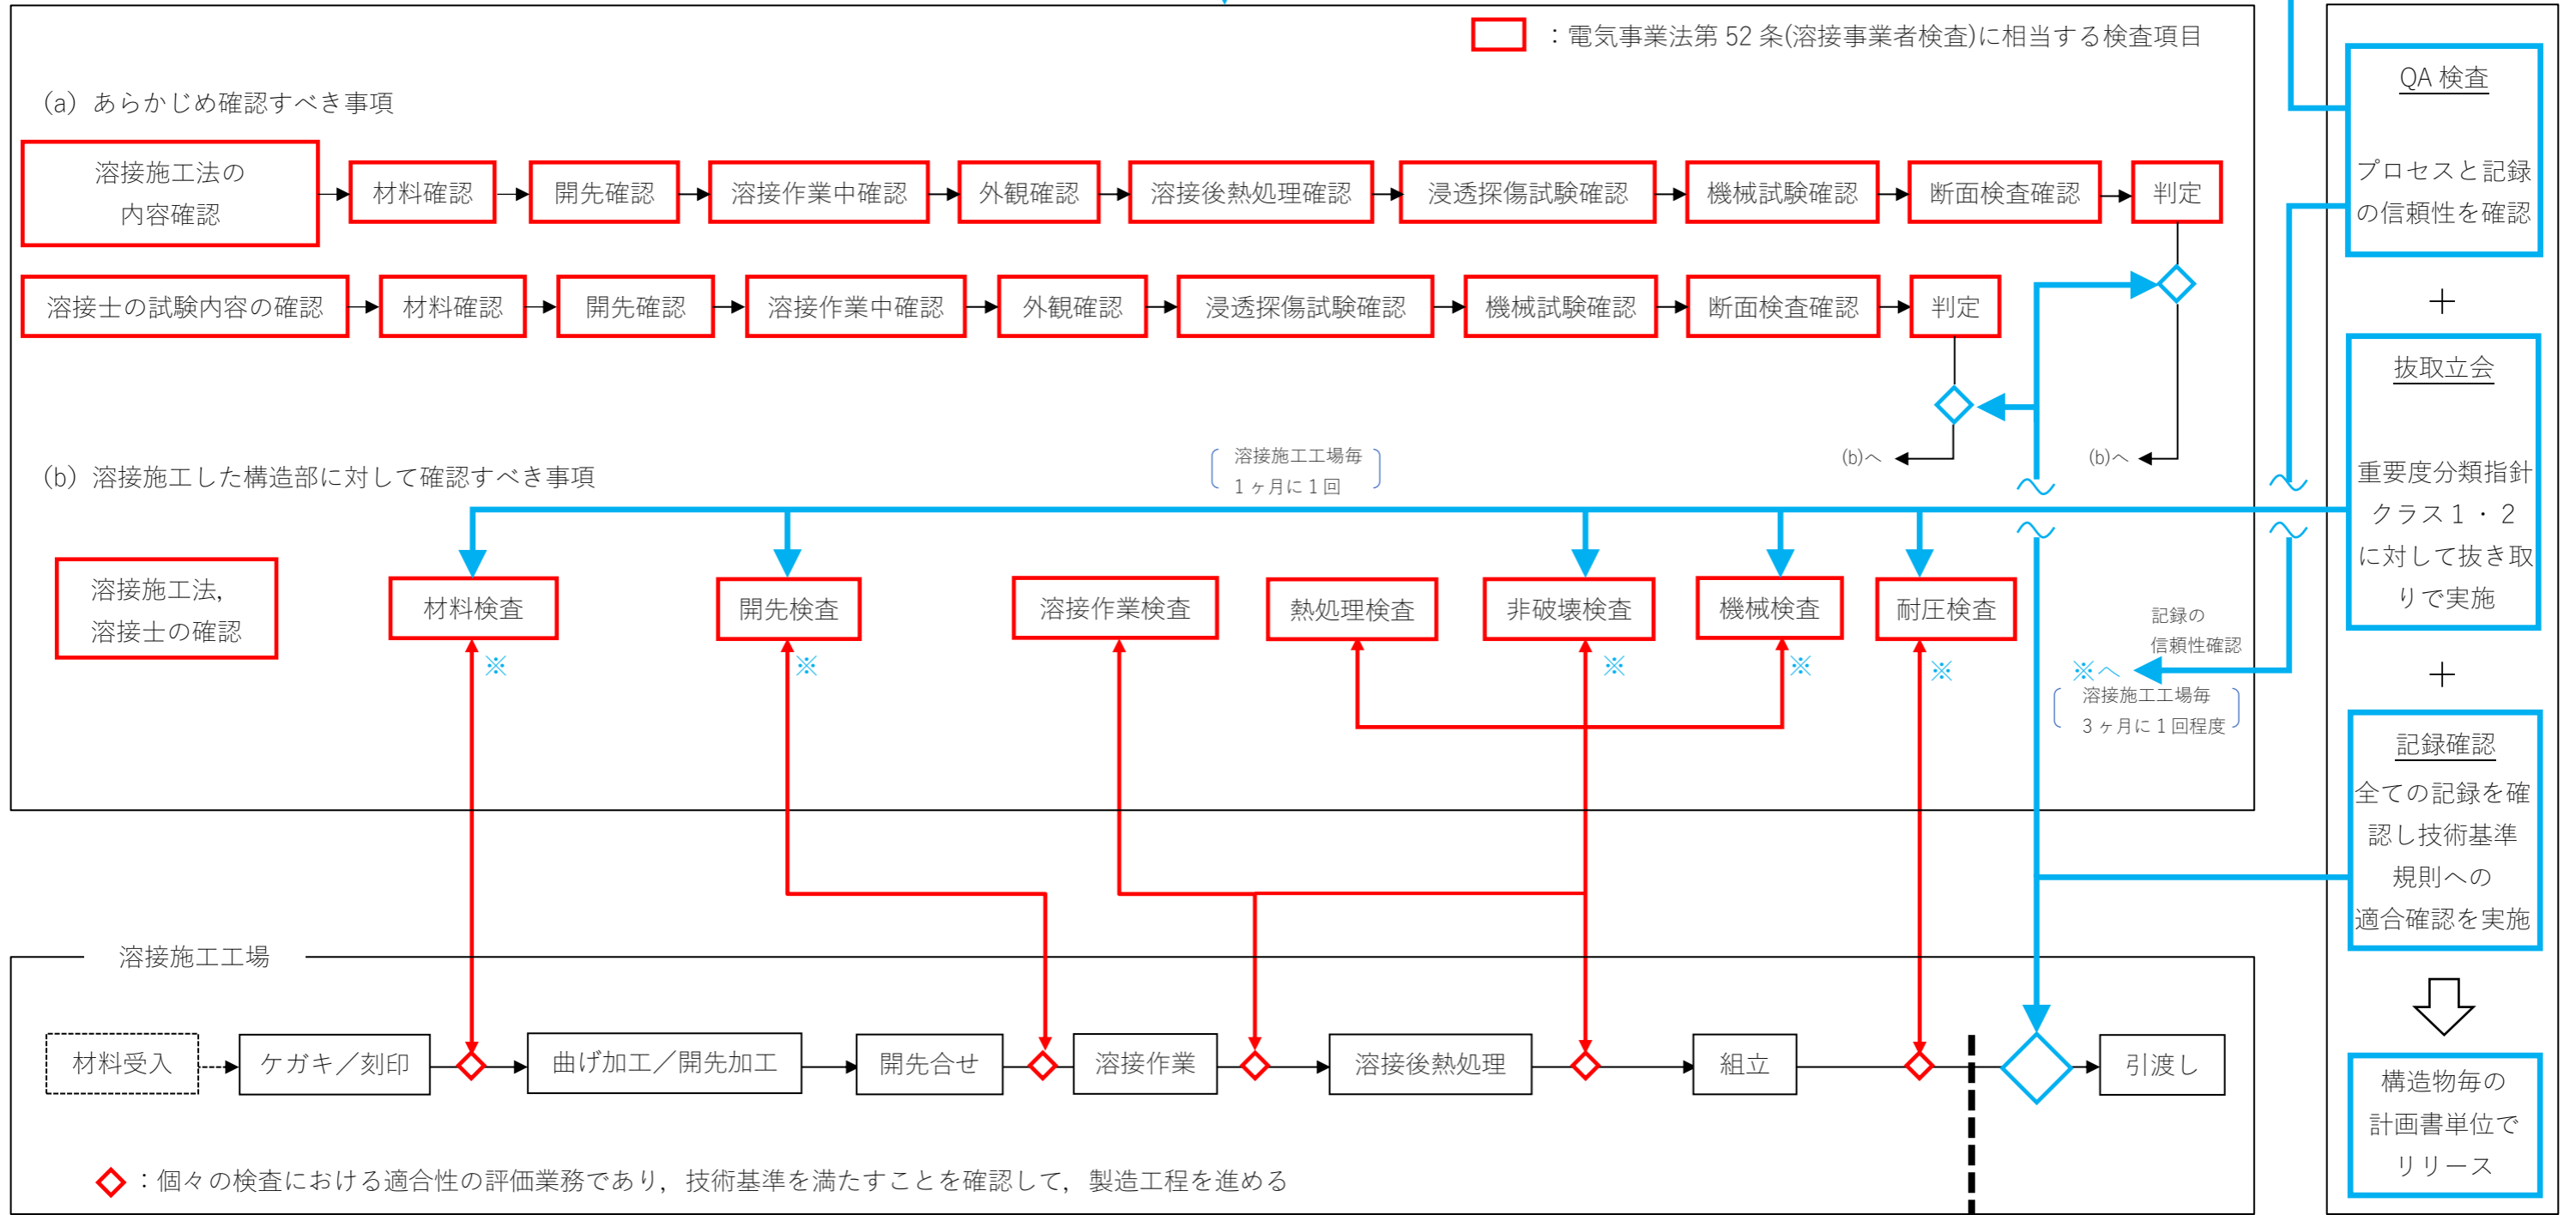 ：電気事業法第 52 条(溶接事業者検査)に相当する検査項目
(a) あらかじめ確認すべき事項
溶接施工法の
内容確認
材料確認
開先確認
溶接作業中確認
外観確認
溶接後熱処理確認
浸透探傷試験確認
機械試験確認
断面検査確認
判定
溶接士の試験内容の確認
材料確認
開先確認
溶接作業中確認
外観確認
浸透探傷試験確認
機械試験確認
断面検査確認
判定
(b)へ
(b)へ
(b) 溶接施工した構造部に対して確認すべき事項
溶接施工工場毎
1 ヶ月に 1 回
溶接施工法,
溶接士の確認
材料検査
開先検査
溶接作業検査
熱処理検査
非破壊検査
機械検査
耐圧検査
※
※
※
※
※
記録の
信頼性確認
※へ
溶接施工工場毎
3 ヶ月に 1 回程度
溶接施工工場
材料受入
ケガキ／刻印
曲げ加工／開先加工
開先合せ
溶接作業
溶接後熱処理
組立
引渡し
：個々の検査における適合性の評価業務であり，技術基準を満たすことを確認して，製造工程を進める
QA 検査
プロセスと記録
の信頼性を確認
＋
抜取立会
重要度分類指針
クラス１・２
に対して抜き取
りで実施
＋
記録確認
全ての記録を確
認し技術基準
規則への
適合確認を実施
構造物毎の
計画書単位で
リリース